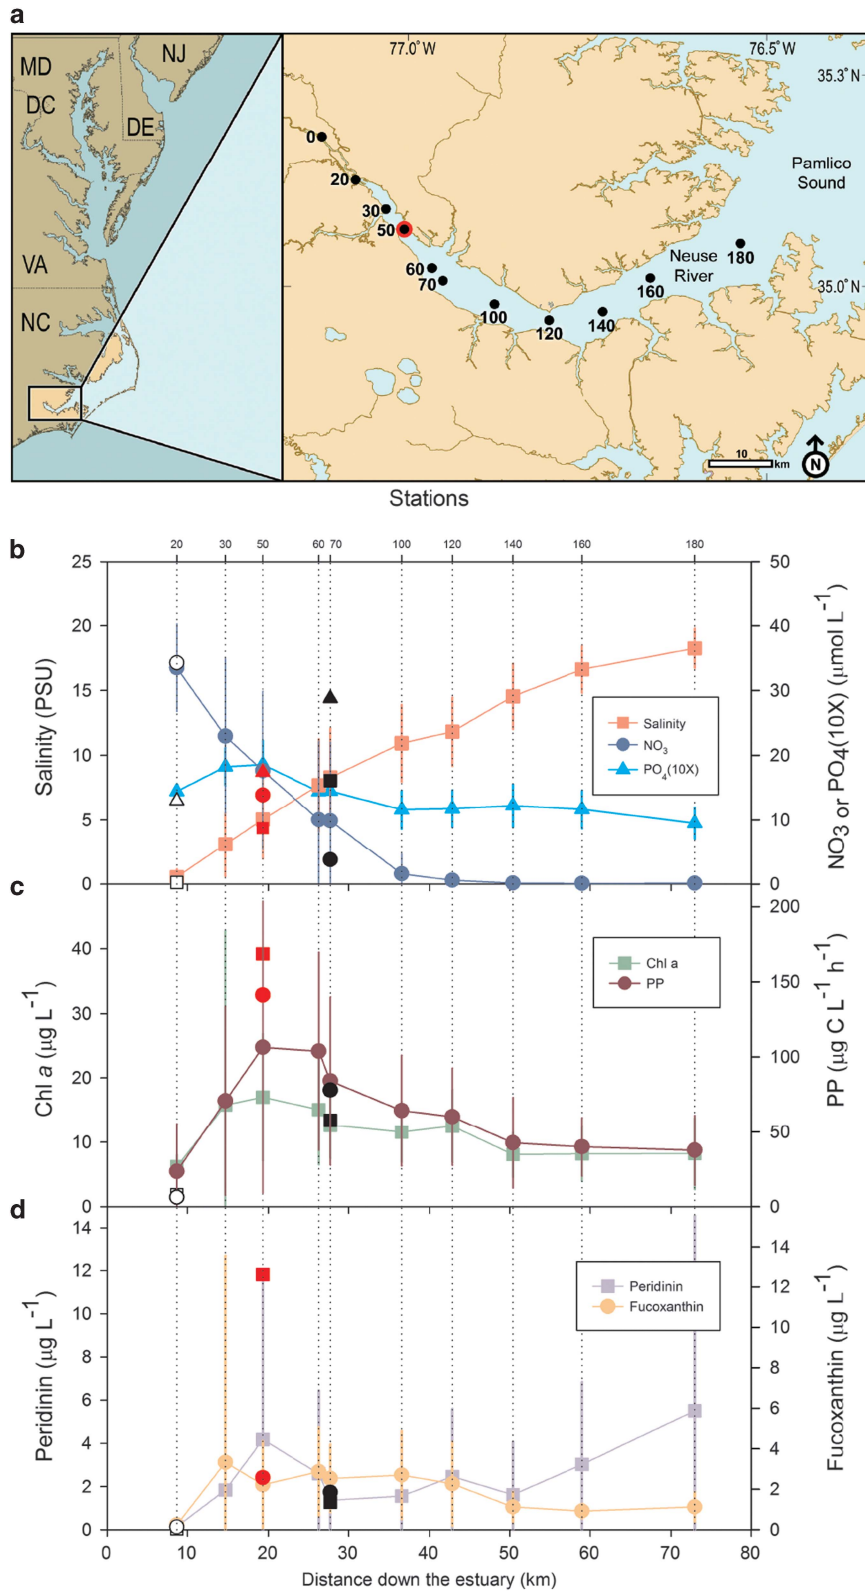 a
MD
DC
NJ
DE
VA
NC
77.0°W
76.5°W
35.3°N
35.0°N
Pamlico
Sound
Neuse
River
0
20
30
50
60
70
100
120
140
160
180
10
km
N
Stations
b
20 30 50 60 70 100 120 140 160 180
25
20
15
10
5
0
Salinity (PSU)
50
40
30
20
10
0
NO3 or PO4(10X) (µmol L⁻¹)
Salinity
NO₃
PO₄(10X)
c
40
30
20
10
0
Chl a (µg L⁻¹)
200
150
100
50
0
PP (µg C L⁻¹ h⁻¹)
Chl a
PP
d
14
12
10
8
6
4
2
0
Peridinin (µg L⁻¹)
14
12
10
8
6
4
2
0
Fucoxanthin (µg L⁻¹)
Peridinin
Fucoxanthin
0 10 20 30 40 50 60 70 80
Distance down the estuary (km)